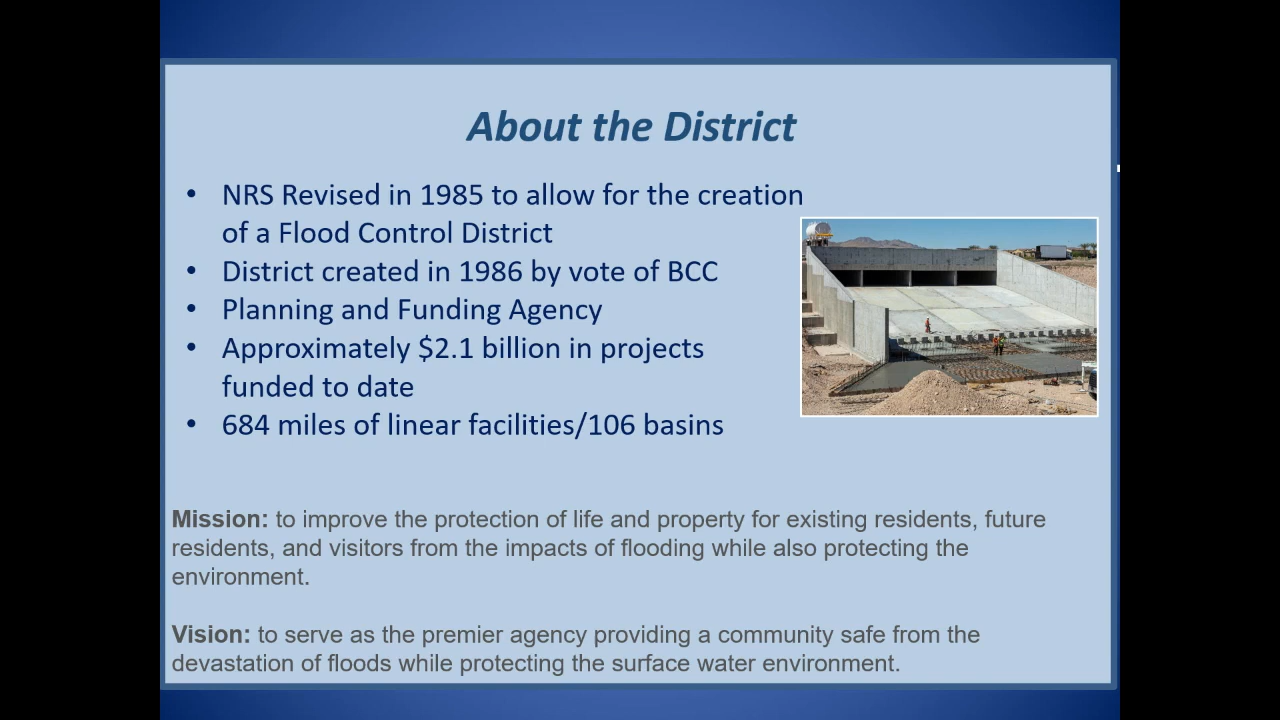 About the District
• NRS Revised in 1985 to allow for the creation
of a Flood Control District
• District created in 1986 by vote of BCC
• Planning and Funding Agency
• Approximately $2.1 billion in projects
funded to date
• 684 miles of linear facilities/106 basins
Mission: to improve the protection of life and property for existing residents, future
residents, and visitors from the impacts of flooding while also protecting the
environment.
Vision: to serve as the premier agency providing a community safe from the
devastation of floods while protecting the surface water environment.